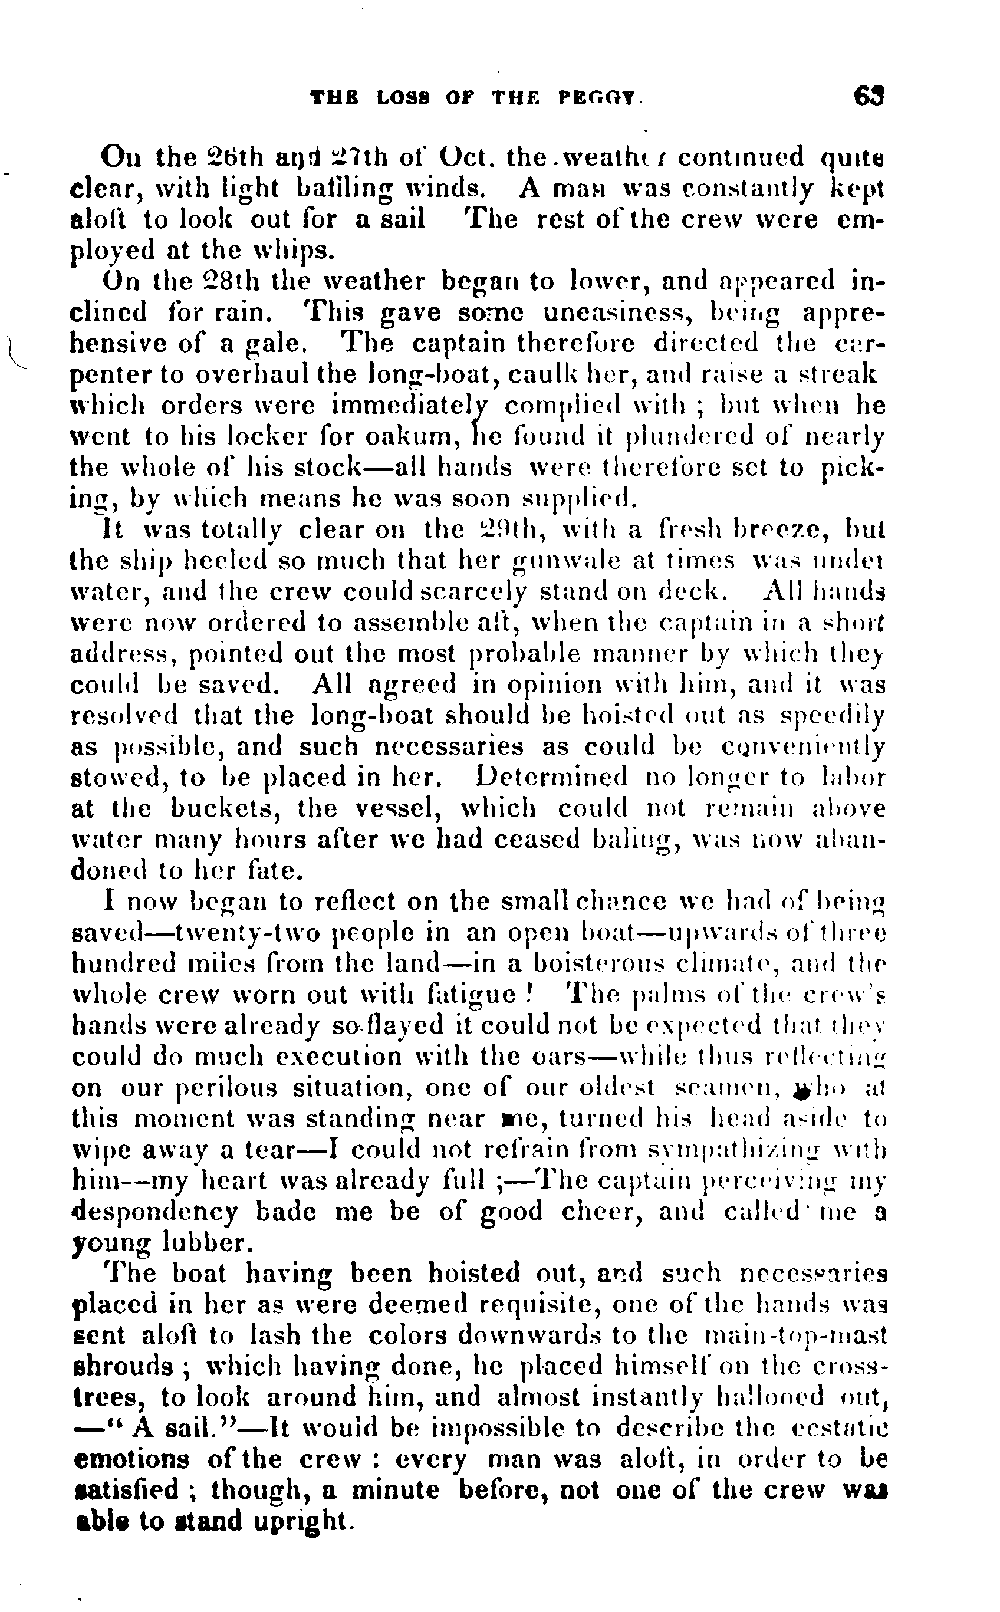 THE LOSS OF THE PEGGY. 63
On the 26th and 27th of Oct. the weather continued quite
clear, with light baffling winds. A man was constantly kept
aloft to look out for a sail The rest of the crew were em-
ployed at the whips.
On the 28th the weather began to lower, and appeared in-
clined for rain. This gave some uneasiness, being appre-
hensive of a gale. The captain therefore directed the car-
penter to overhaul the long-boat, caulk her, and raise a streak
which orders were immediately complied with ; but when he
went to his locker for oakum, he found it plundered of nearly
the whole of his stock—all hands were therefore set to pick-
ing, by which means he was soon supplied.
It was totally clear on the 29th, with a fresh breeze, but
the ship heeled so much that her gunwale at times was under
water, and the crew could scarcely stand on deck. All hands
were now ordered to assemble aft, when the captain in a short
address, pointed out the most probable manner by which they
could be saved. All agreed in opinion with him, and it was
resolved that the long-boat should be hoisted out as speedily
as possible, and such necessaries as could be conveniently
stowed, to be placed in her. Determined no longer to labor
at the buckets, the vessel, which could not remain above
water many hours after we had ceased baling, was now aban-
doned to her fate.
I now began to reflect on the small chance we had of being
saved—twenty-two people in an open boat—upwards of three
hundred miles from the land—in a boisterous climate, and the
whole crew worn out with fatigue ! The palms of the crew's
hands were already so flayed it could not be expected that they
could do much execution with the oars—while thus reflecting
on our perilous situation, one of our oldest seamen, who at
this moment was standing near me, turned his head aside to
wipe away a tear—I could not refrain from sympathizing with
him--my heart was already full ;—The captain perceiving my
despondency bade me be of good cheer, and called me a
young lubber.
The boat having been hoisted out, and such necessaries
placed in her as were deemed requisite, one of the hands was
sent aloft to lash the colors downwards to the main-top-mast
shrouds ; which having done, he placed himself on the cross-
trees, to look around him, and almost instantly hallooed out,
—" A sail."—It would be impossible to describe the ecstatic
emotions of the crew : every man was aloft, in order to be
satisfied ; though, a minute before, not one of the crew was
able to stand upright.